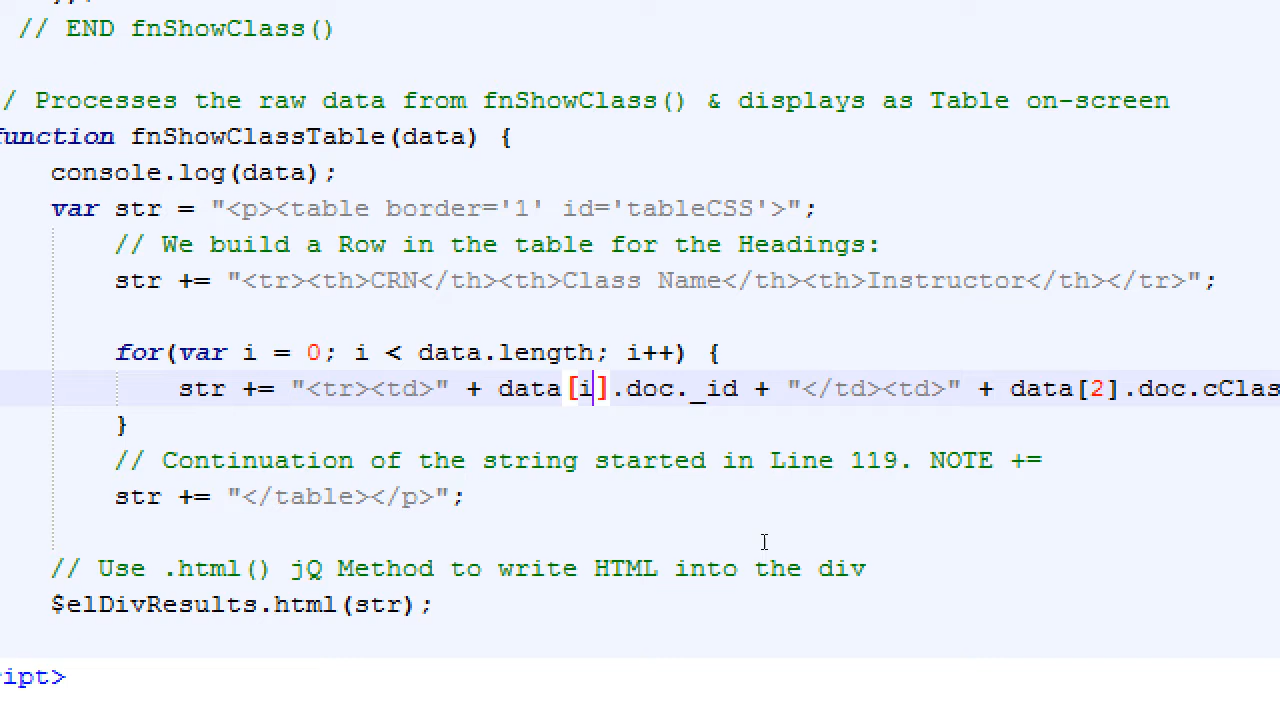 // END fnShowClass()
/ Processes the raw data from fnShowClass() & displays as Table on-screen
function fnShowClassTable(data) {
console.log(data);
var str = "<p><table border='1' id='tableCSS'>";
// We build a Row in the table for the Headings:
str += "<tr><th>CRN</th><th>Class Name</th><th>Instructor</th></tr>";
for(var i = 0; i < data.length; i++) {
str += "<tr><td>" + data[i].doc._id + "</td><td>" + data[2].doc.cClas
}
// Continuation of the string started in Line 119. NOTE +=
str += "</table></p>";
// Use .html() jQ Method to write HTML into the div
$elDivResults.html(str);
ript>